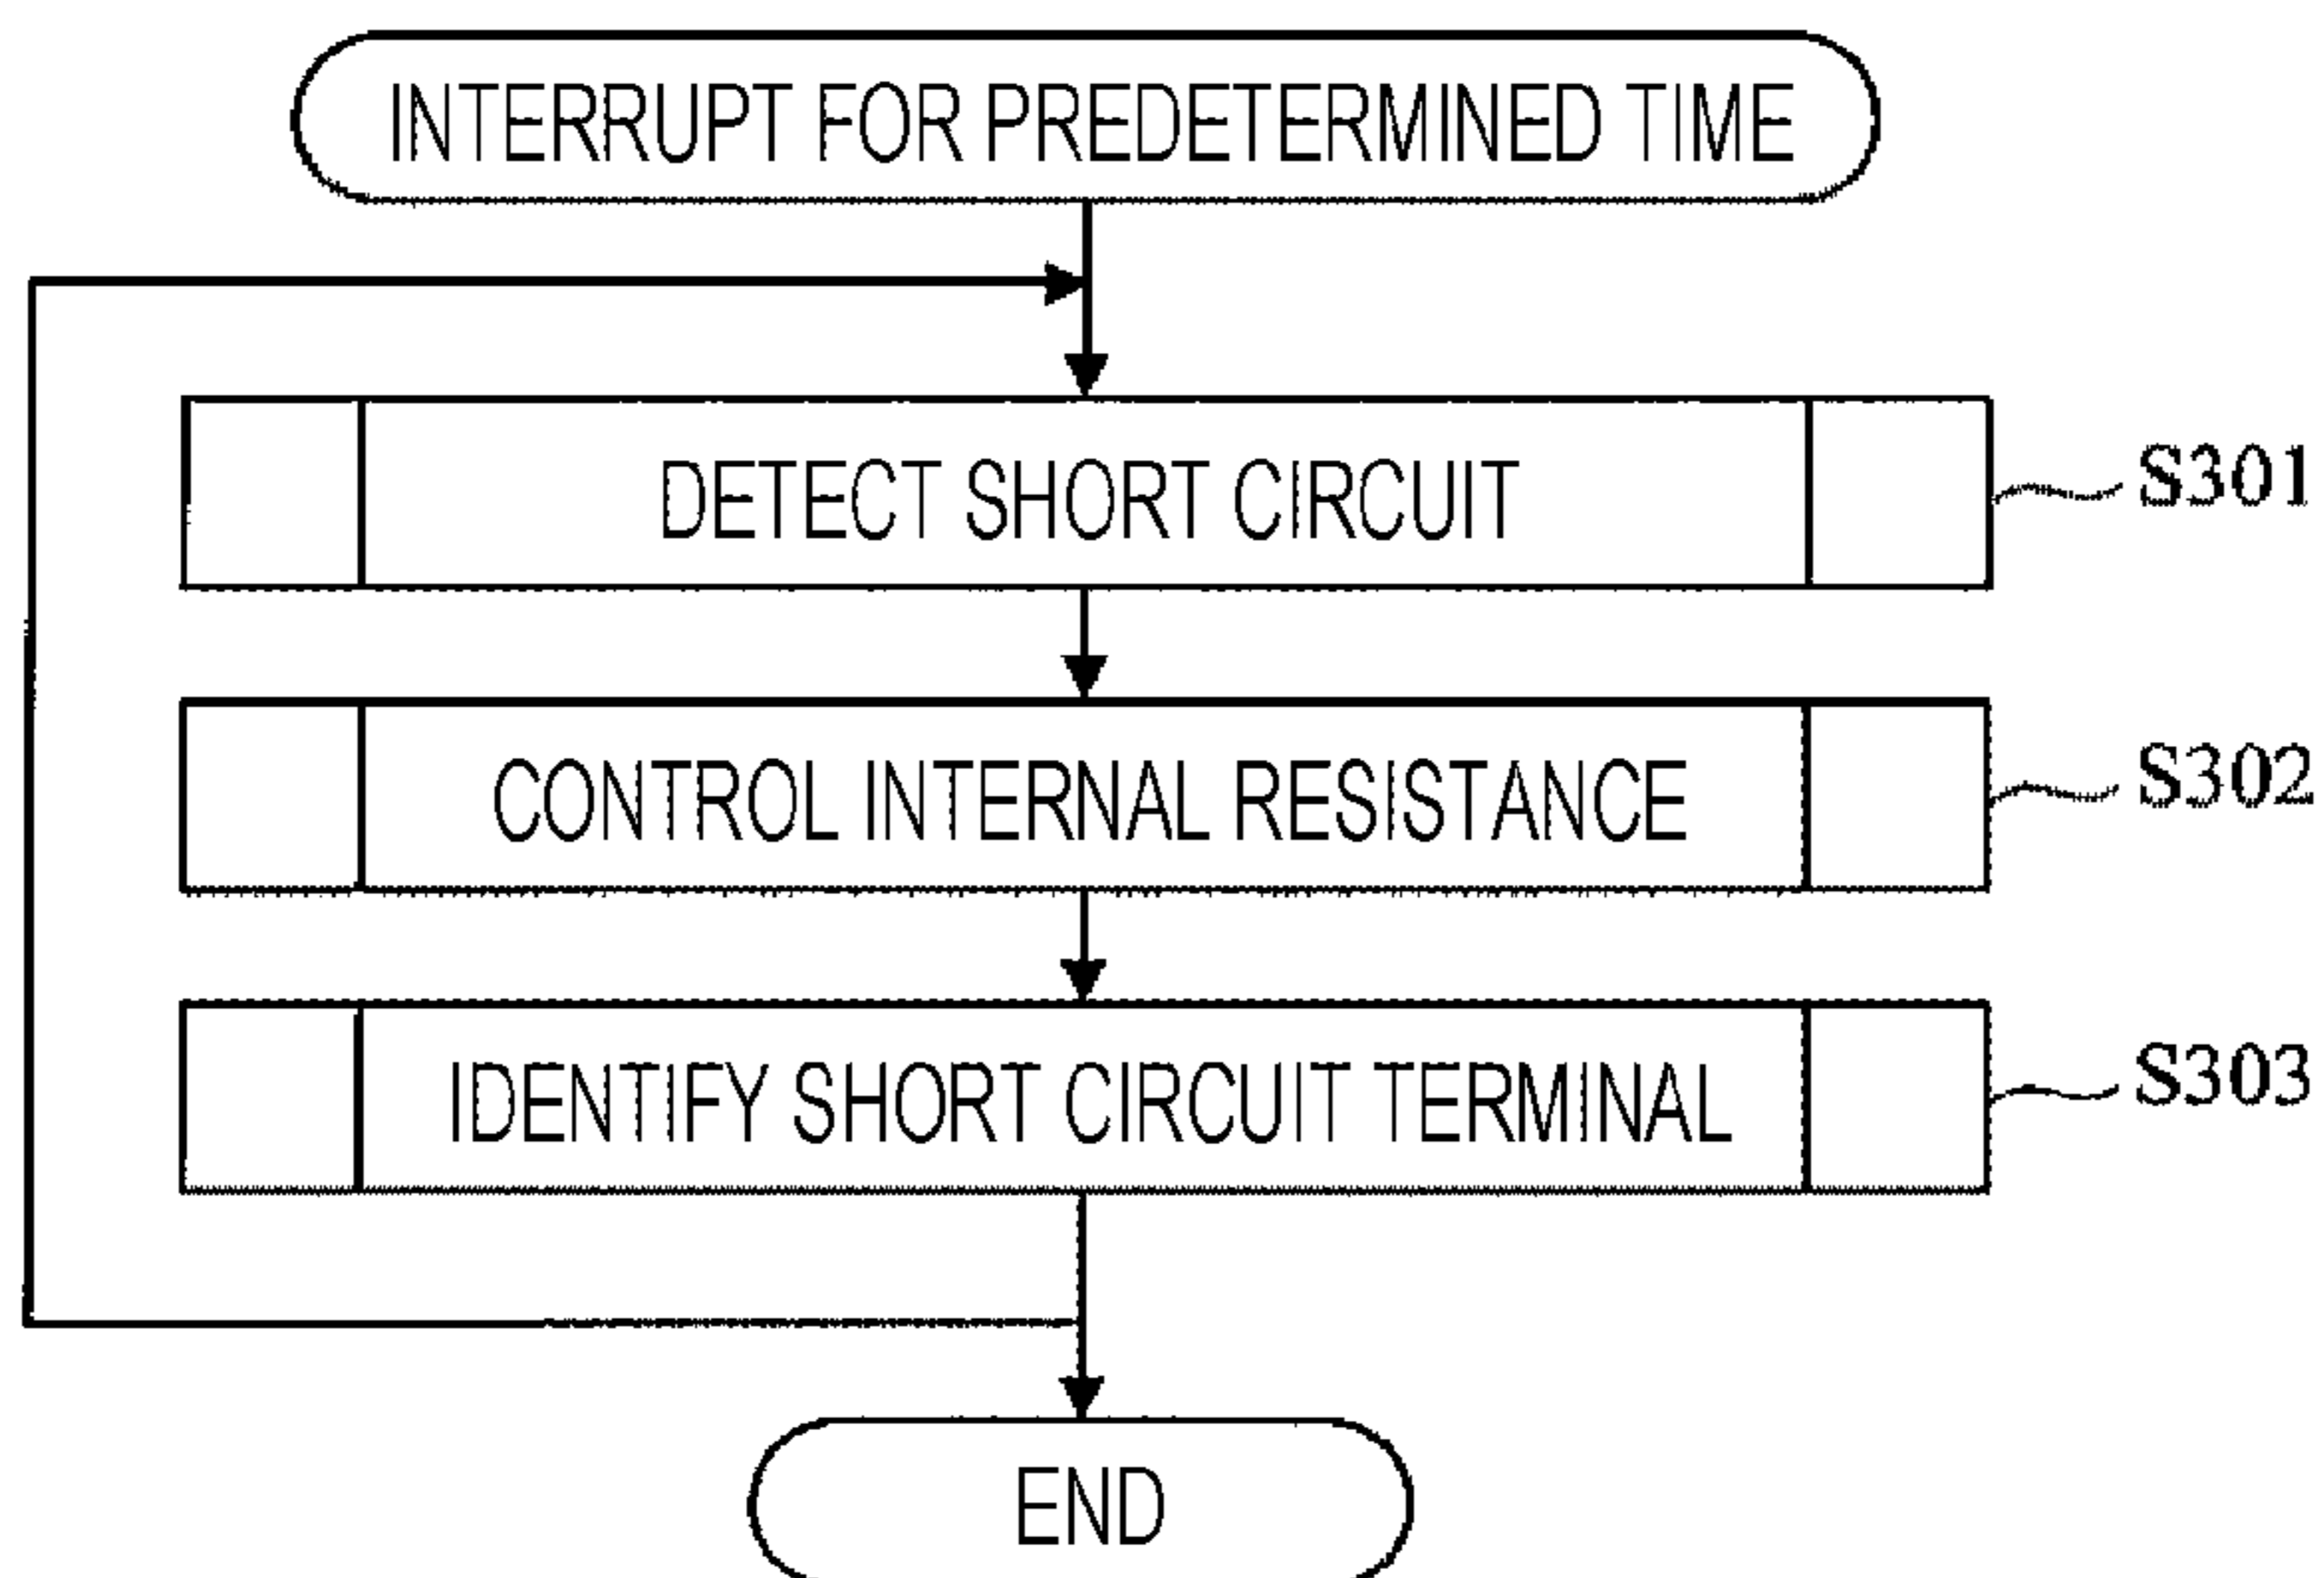 INTERRUPT FOR PREDETERMINED TIME
DETECT SHORT CIRCUIT
S301
CONTROL INTERNAL RESISTANCE
S302
IDENTIFY SHORT CIRCUIT TERMINAL
S303
END